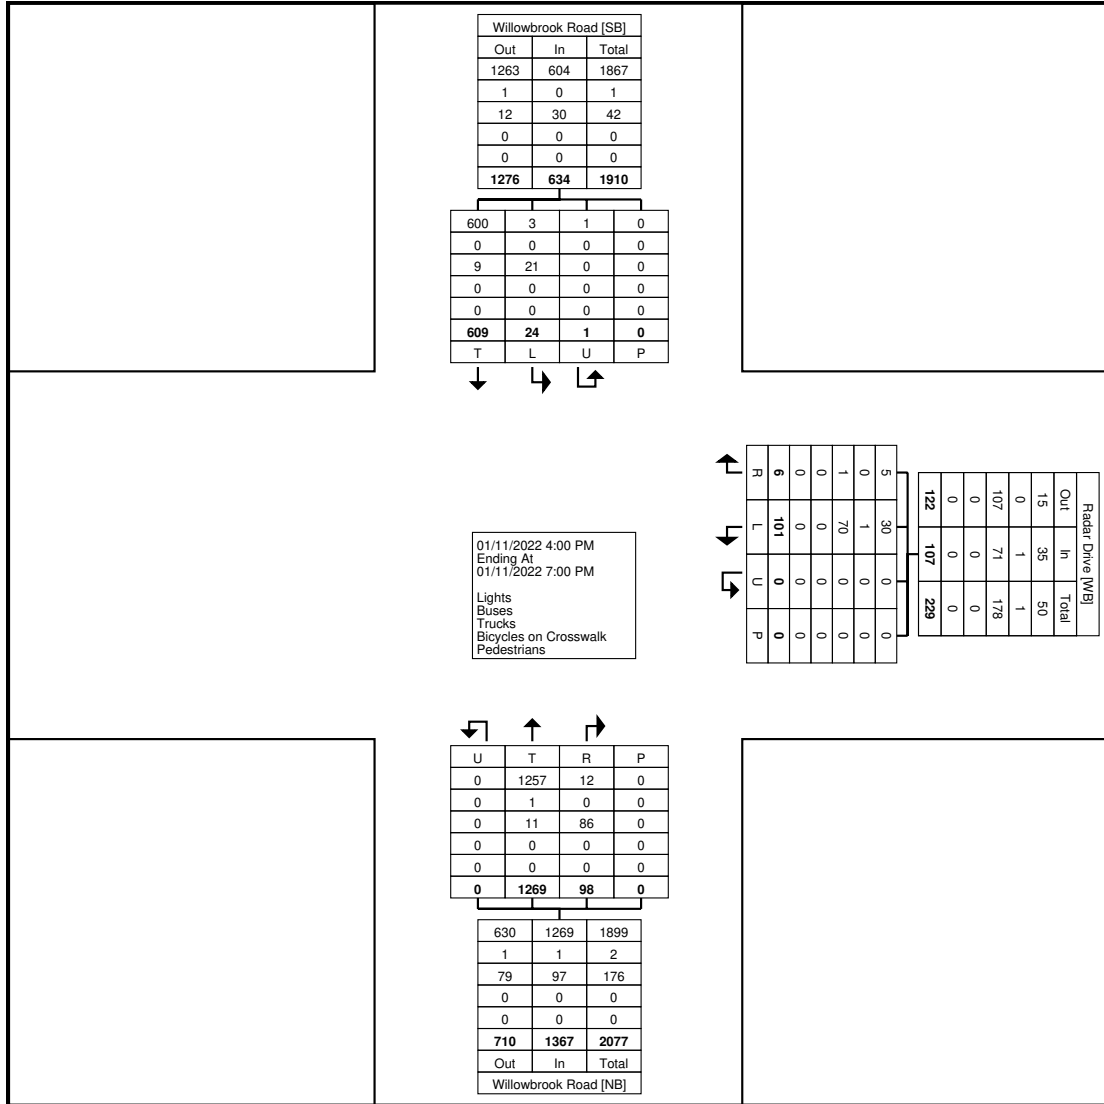 Willowbrook Road [SB]
Out In Total
1263 604 1867
1 0 1
12 30 42
0 0 0
0 0 0
1276 634 1910
600 3 1 0
0 0 0 0
9 21 0 0
0 0 0 0
0 0 0 0
609 24 1 0
T L U P
Radar Drive [WB]
Out In Total
15 35 50
0 1 1
107 71 178
0 0 0
0 0 0
122 107 229
5 30 0 0
0 1 0 0
1 70 0 0
0 0 0 0
0 0 0 0
6 101 0 0
R L U P
01/11/2022 4:00 PM
Ending At
01/11/2022 7:00 PM
Lights
Buses
Trucks
Bicycles on Crosswalk
Pedestrians
U T R P
0 1257 12 0
0 1 0 0
0 11 86 0
0 0 0 0
0 0 0 0
0 1269 98 0
630 1269 1899
1 1 2
79 97 176
0 0 0
0 0 0
710 1367 2077
Out In Total
Willowbrook Road [NB]